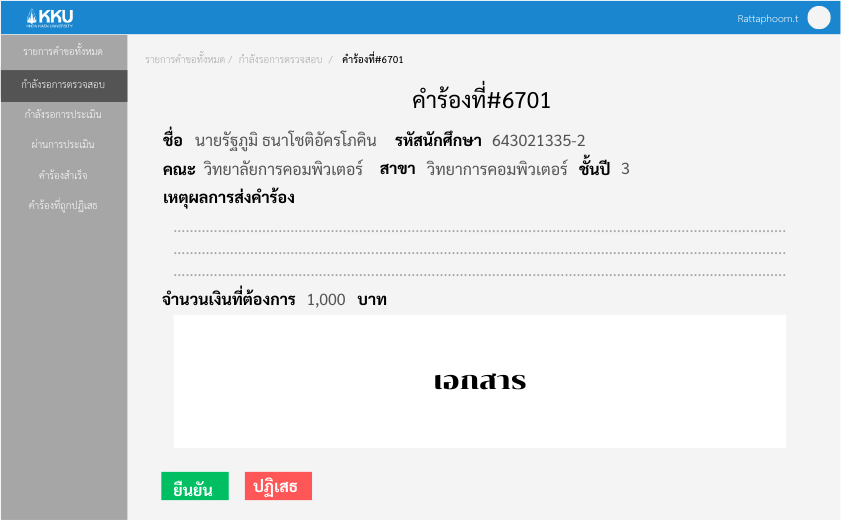 KKU
KHON KAEN UNIVERSITY
Rattaphoom.t
รายการคำขอทั้งหมด
กำลังรอการตรวจสอบ
กำลังรอการประเมิน
ผ่านการประเมิน
คำร้องสำเร็จ
คำร้องที่ถูกปฏิเสธ
รายการคำขอทั้งหมด / กำลังรอการตรวจสอบ / คำร้องที่#6701
คำร้องที่#6701
ชื่อ นายรัฐภูมิ ธนาโชติอัครโภคิน รหัสนักศึกษา 643021335-2
คณะ วิทยาลัยการคอมพิวเตอร์ สาขา วิทยาการคอมพิวเตอร์ ชั้นปี 3
เหตุผลการส่งคำร้อง
จำนวนเงินที่ต้องการ 1,000 บาท
เอกสาร
ยืนยัน ปฏิเสธ